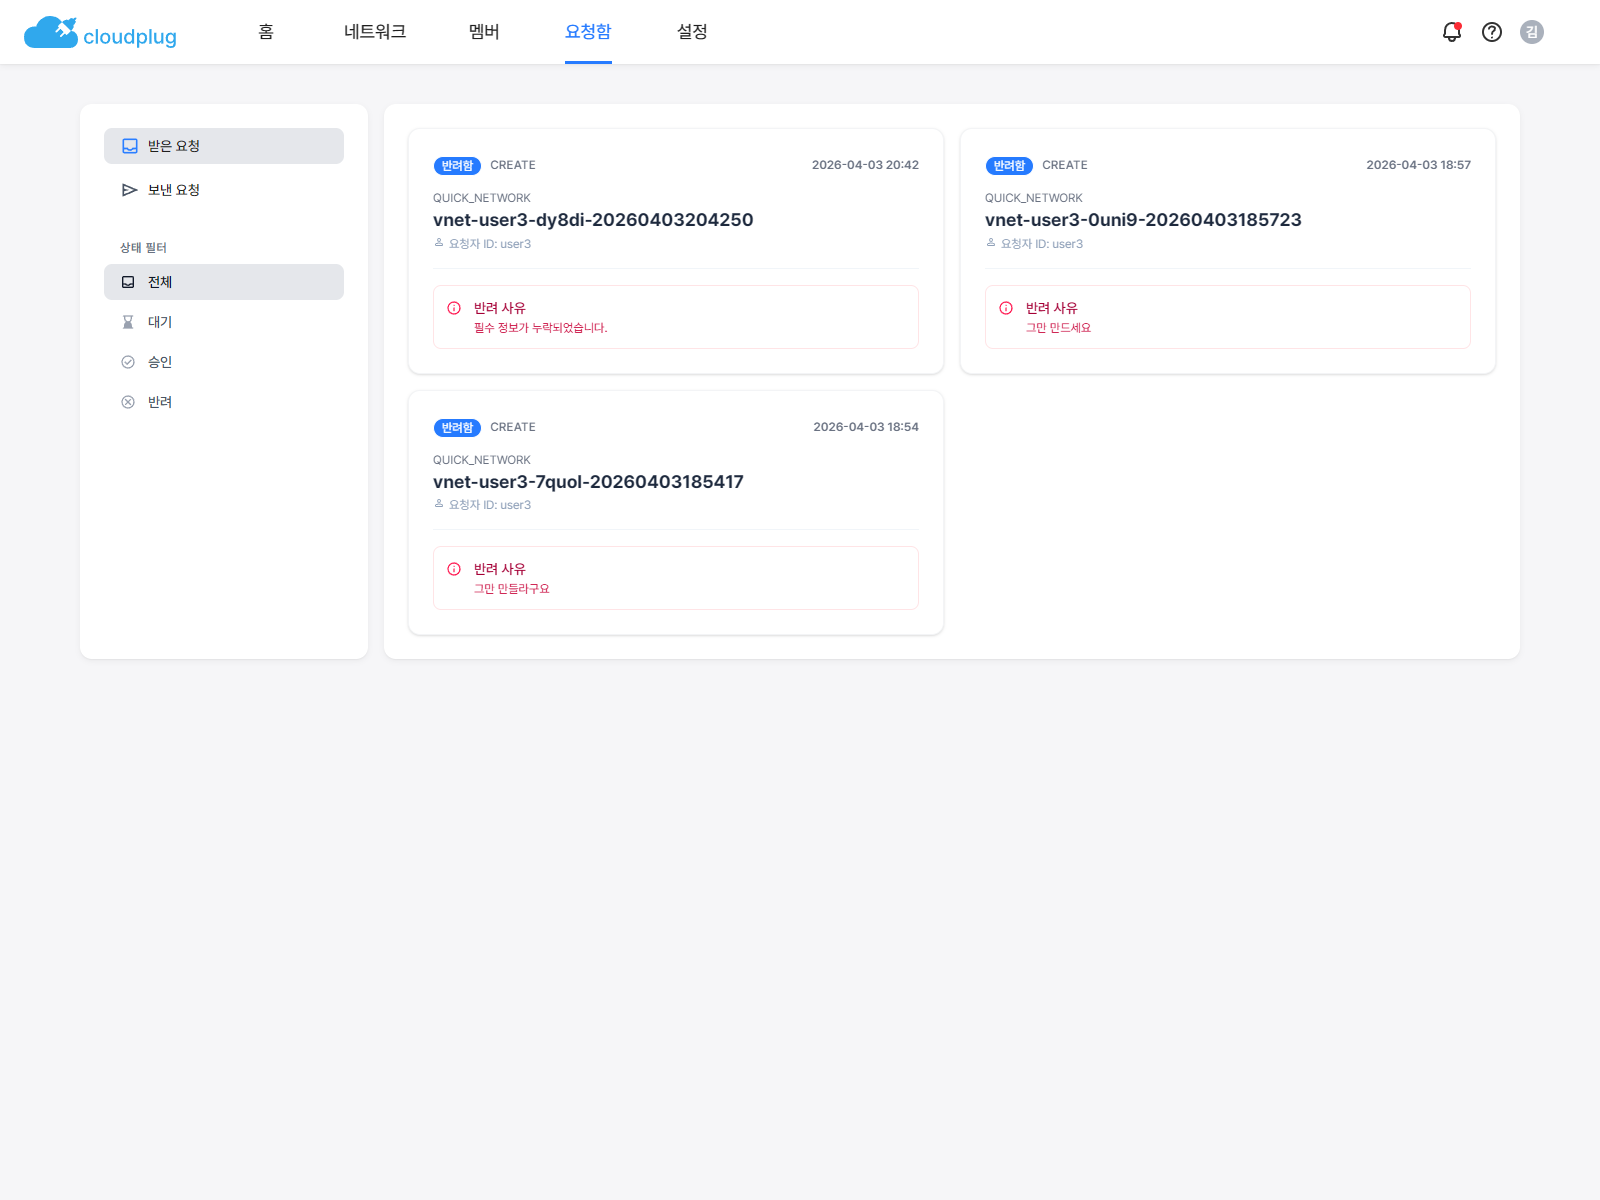 cloudplug
홈 네트워크 멤버 요청함 설정 김
받은 요청
보낸 요청
상태 필터
전체
대기
승인
반려
반려함 CREATE 2026-04-03 20:42
QUICK_NETWORK
vnet-user3-dy8di-20260403204250
요청자 ID: user3
반려 사유
필수 정보가 누락되었습니다.
반려함 CREATE 2026-04-03 18:57
QUICK_NETWORK
vnet-user3-0uni9-20260403185723
요청자 ID: user3
반려 사유
그만 만드세요
반려함 CREATE 2026-04-03 18:54
QUICK_NETWORK
vnet-user3-7quol-20260403185417
요청자 ID: user3
반려 사유
그만 만들라구요